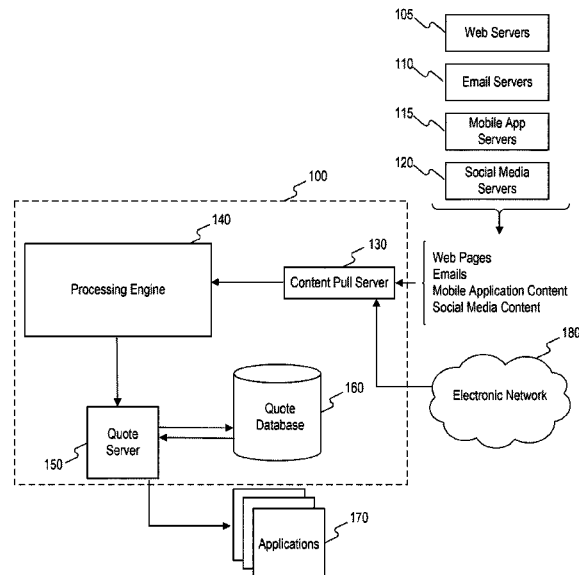 105
Web Servers
110
Email Servers
115
Mobile App
Servers
120
Social Media
Servers
100
140
130
Processing Engine
Content Pull Server
Web Pages
Emails
Mobile Application Content
Social Media Content
180
Electronic Network
160
Quote
Database
150
Quote
Server
170
Applications